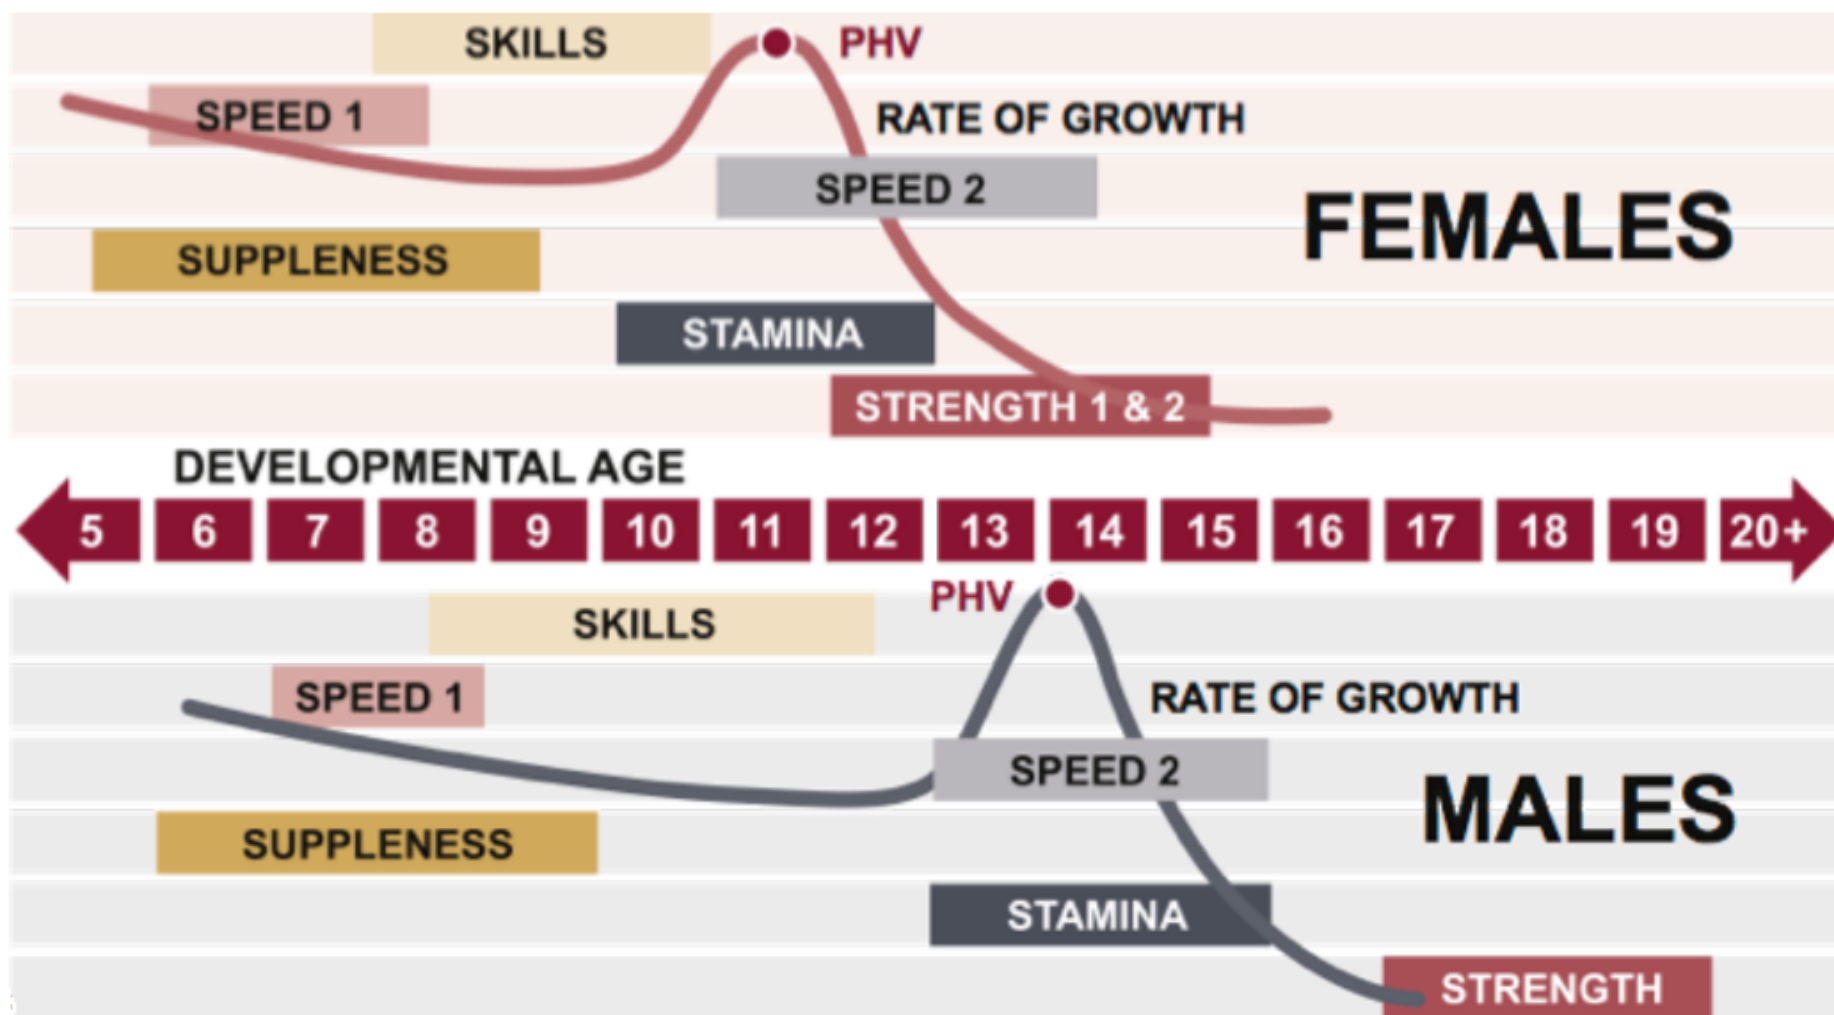 SKILLS
PHV
SPEED 1
RATE OF GROWTH
SPEED 2
FEMALES
SUPPLENESS
STAMINA
STRENGTH 1 & 2
DEVELOPMENTAL AGE
5 6 7 8 9 10 11 12 13 14 15 16 17 18 19 20+
PHV
SKILLS
SPEED 1
RATE OF GROWTH
SPEED 2
MALES
SUPPLENESS
STAMINA
STRENGTH